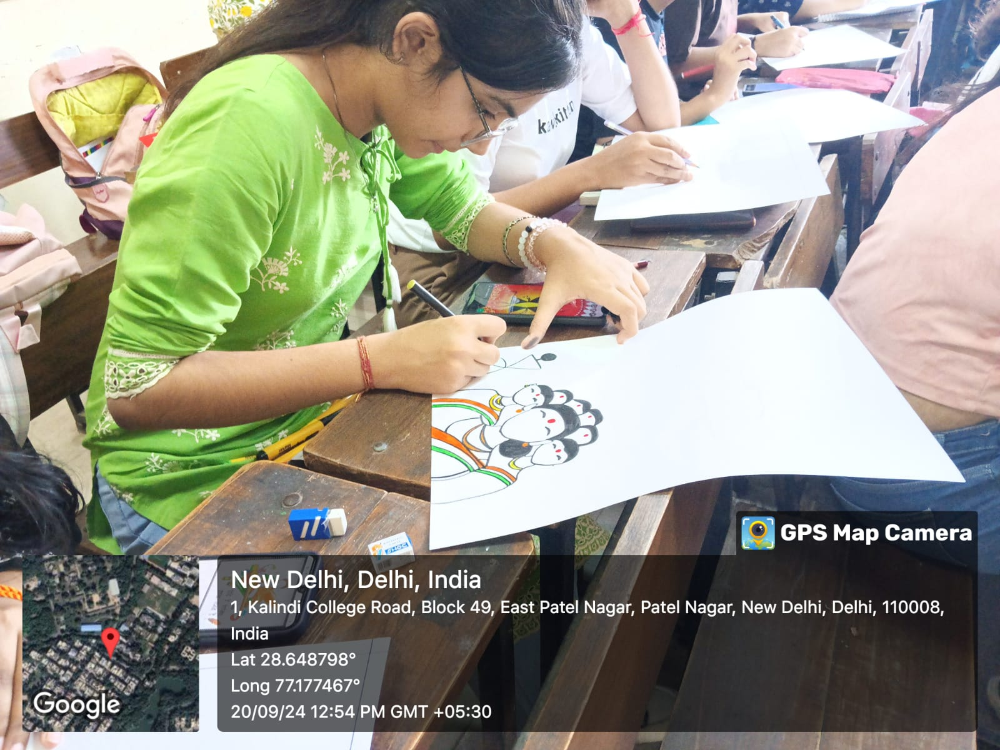 GPS Map Camera
New Delhi, Delhi, India
1, Kalindi College Road, Block 49, East Patel Nagar, Patel Nagar, New Delhi, Delhi, 110008,
India
Lat 28.648798°
Long 77.177467°
20/09/24 12:54 PM GMT +05:30
Google